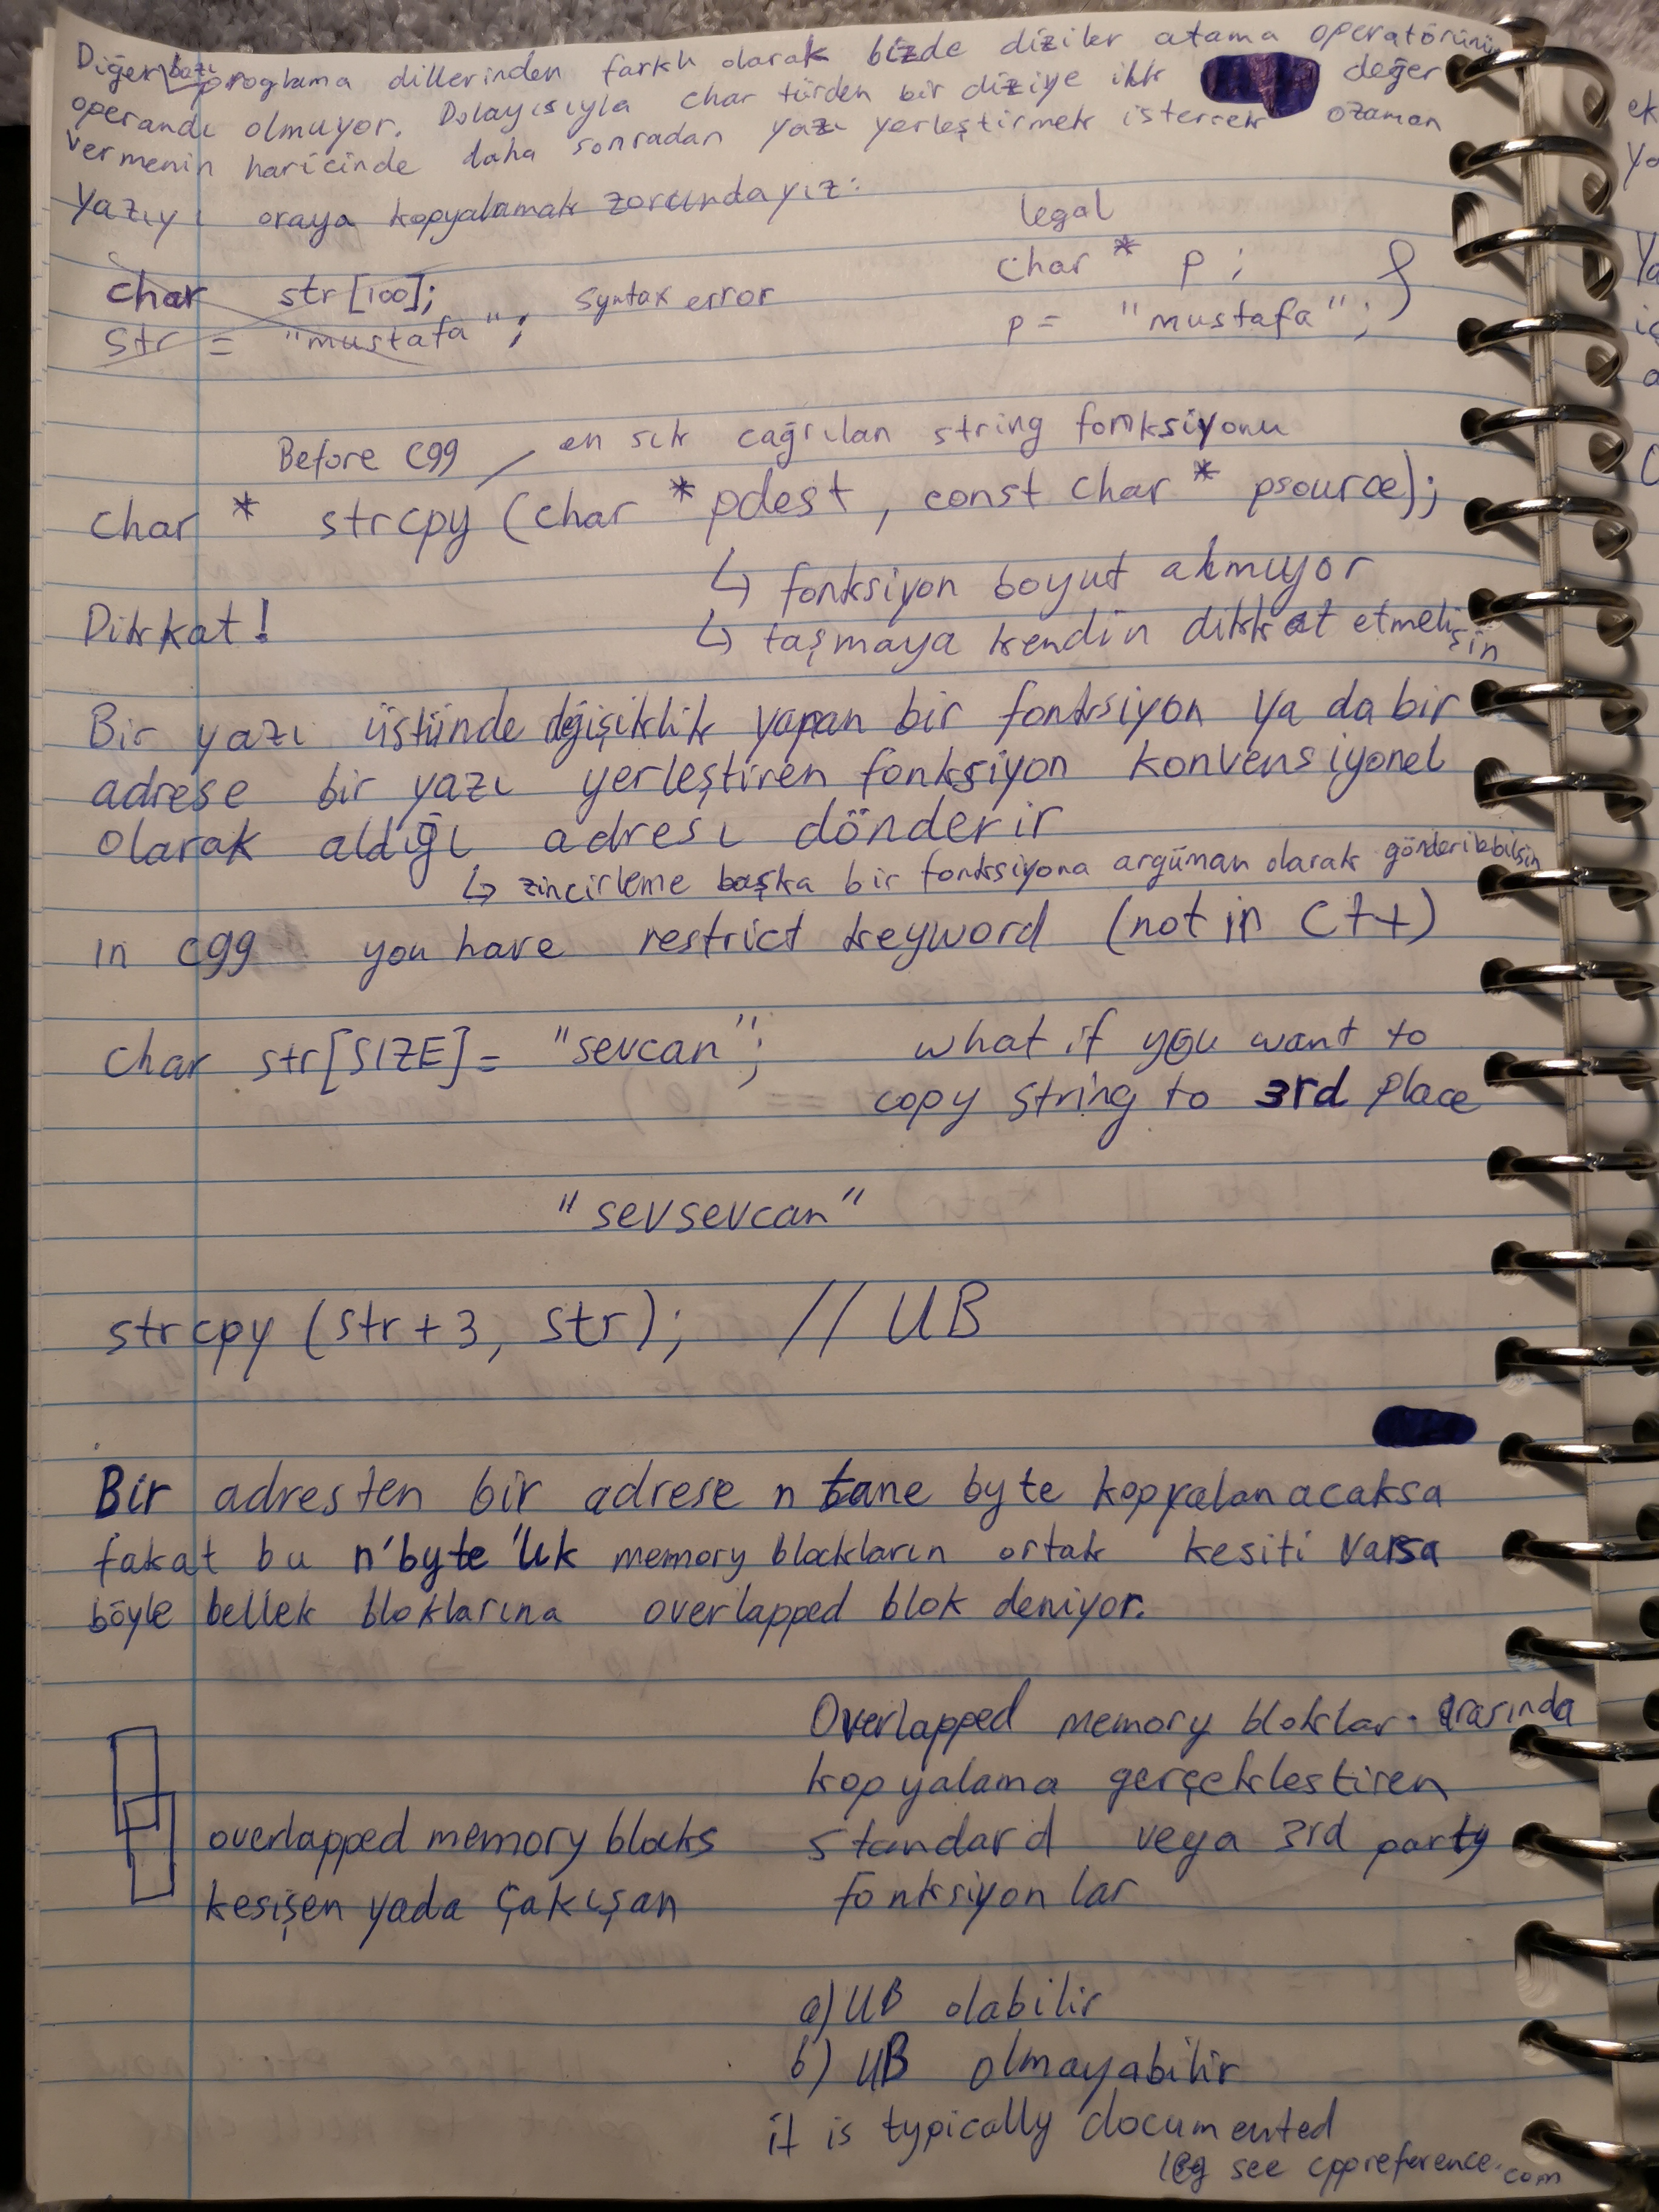 Diğer bazı proglama dillerinden farklı olarak bizde diziler atama operatörünün
operandı olmuyor. Dolayısıyla char türden bir diziye ilk değer
vermenin haricinde daha sonradan yazı yerleştirmek istersek ozaman
yazıyı oraya kopyalamak zorundayız:
legal
char str[100];
str = "mustafa";
syntax error
char * p;
p = "mustafa";
Before C99
en sık cağrılan string fonksiyonu
char * strcpy (char * pdest, const char * psource);
↳ fonksiyon boyut almıyor
Dikkat!
↳ taşmaya kendin dikkat etmelisin
Bir yazı üstünde değişiklik yapan bir fonksiyon ya da bir
adrese bir yazı yerleştiren fonksiyon konvensiyonel
olarak aldığı adresi dönderir
↳ zincirleme başka bir fonksiyona argüman olarak gönderilebilsin
in c99 you have restrict keyword (not in C++)
char str[SIZE]= "sevcan";
what if you want to
copy string to 3rd place
"sevsevcan"
strcpy (str+3, str); // UB
Bir adresten bir adrese n tane byte kopyalanacaksa
fakat bu n'byte'lık memory blockların ortak kesiti varsa
böyle bellek bloklarına overlapped blok deniyor.
overlapped memory blocks
kesişen yada çakışan
Overlapped memory bloklar arasında
kopyalama gerçeklestiren
standard veya 3rd party
fonksiyonlar
a) UB olabilir
b) UB olmayabilir
it is typically documented
eg see cppreference.com